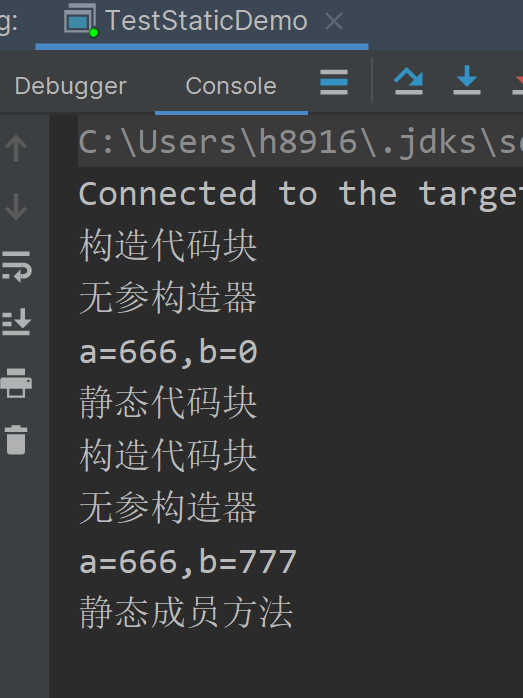 g:
TestStaticDemo
Debugger
Console
C:\Users\h8916\.jdks\
Connected to the targe
构造代码块
无参构造器
a=666,b=0
静态代码块
构造代码块
无参构造器
a=666,b=777
静态成员方法